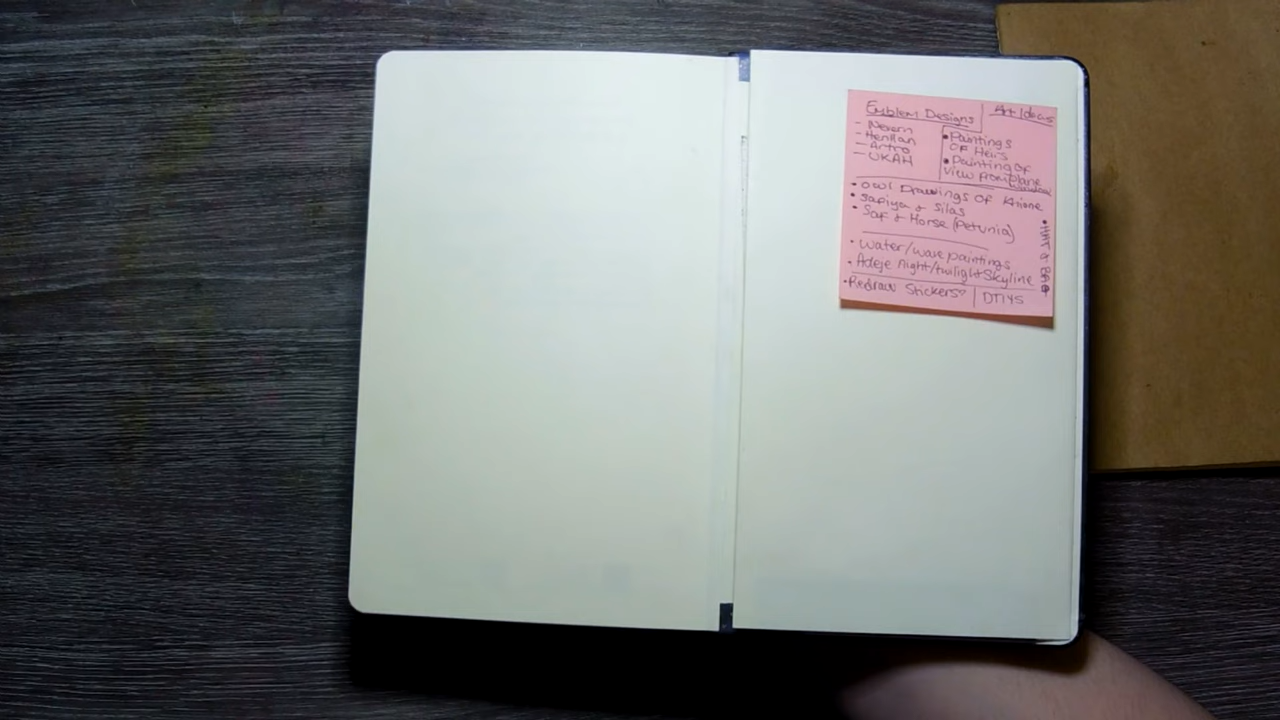 Emblem Designs
Art Ideas
- Nevern
- Henllan
- Artro
- UKAH
• Paintings
OF Heirs
• Painting of
view from plane
• owl Drawings of
• Safiya & Silas
• Saf & Horse (Petunia)
• water/wave paintings
• Adeje Night/twilight Skyline
• Redraw Stickers?
DTIYS